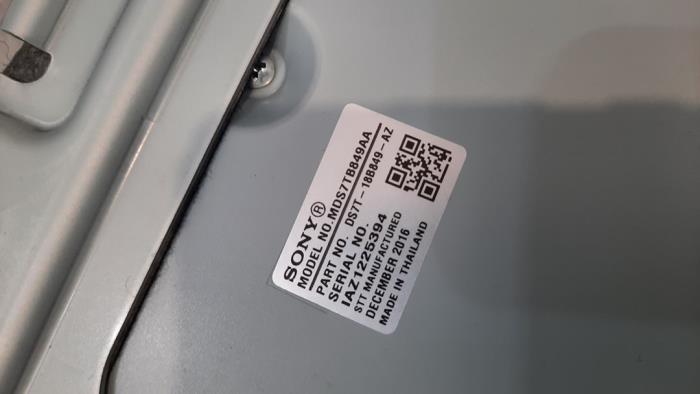 SONY®
MODEL NO.MDS7TB849AA
PART NO. DS7T-18B849-AZ
SERIAL NO.
IAZ1225394
STT MANUFACTURED
DECEMBER 2016
MADE IN THAILAND